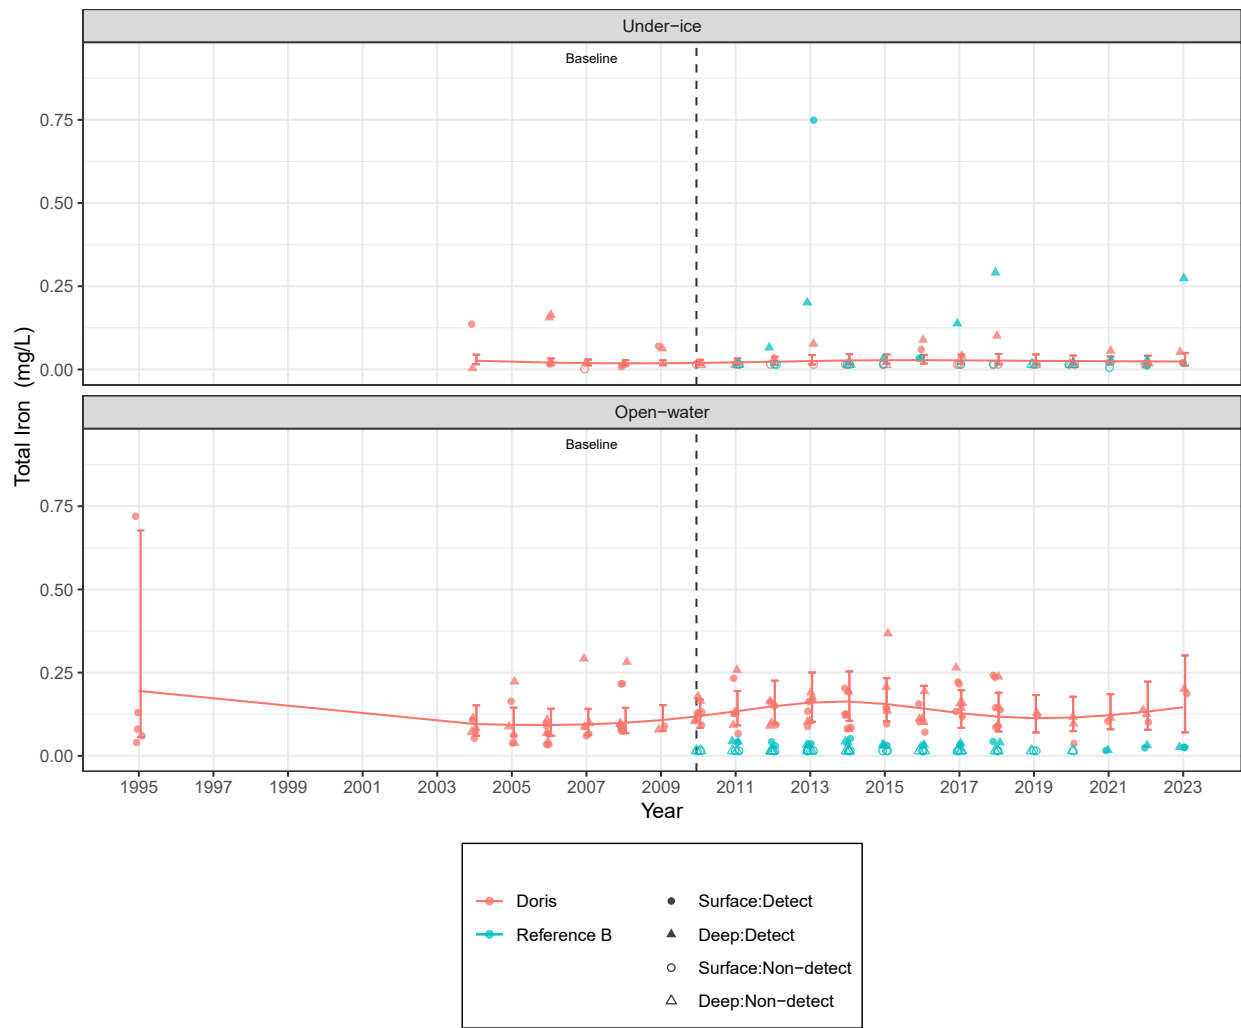 Under−ice
Baseline
0.75
0.50
0.25
0.00
Open−water
Baseline
0.75
0.50
0.25
0.00
Total Iron (mg/L)
1995 1997 1999 2001 2003 2005 2007 2009 2011 2013 2015 2017 2019 2021 2023
Year
Doris
Reference B
Surface:Detect
Deep:Detect
Surface:Non−detect
Deep:Non−detect